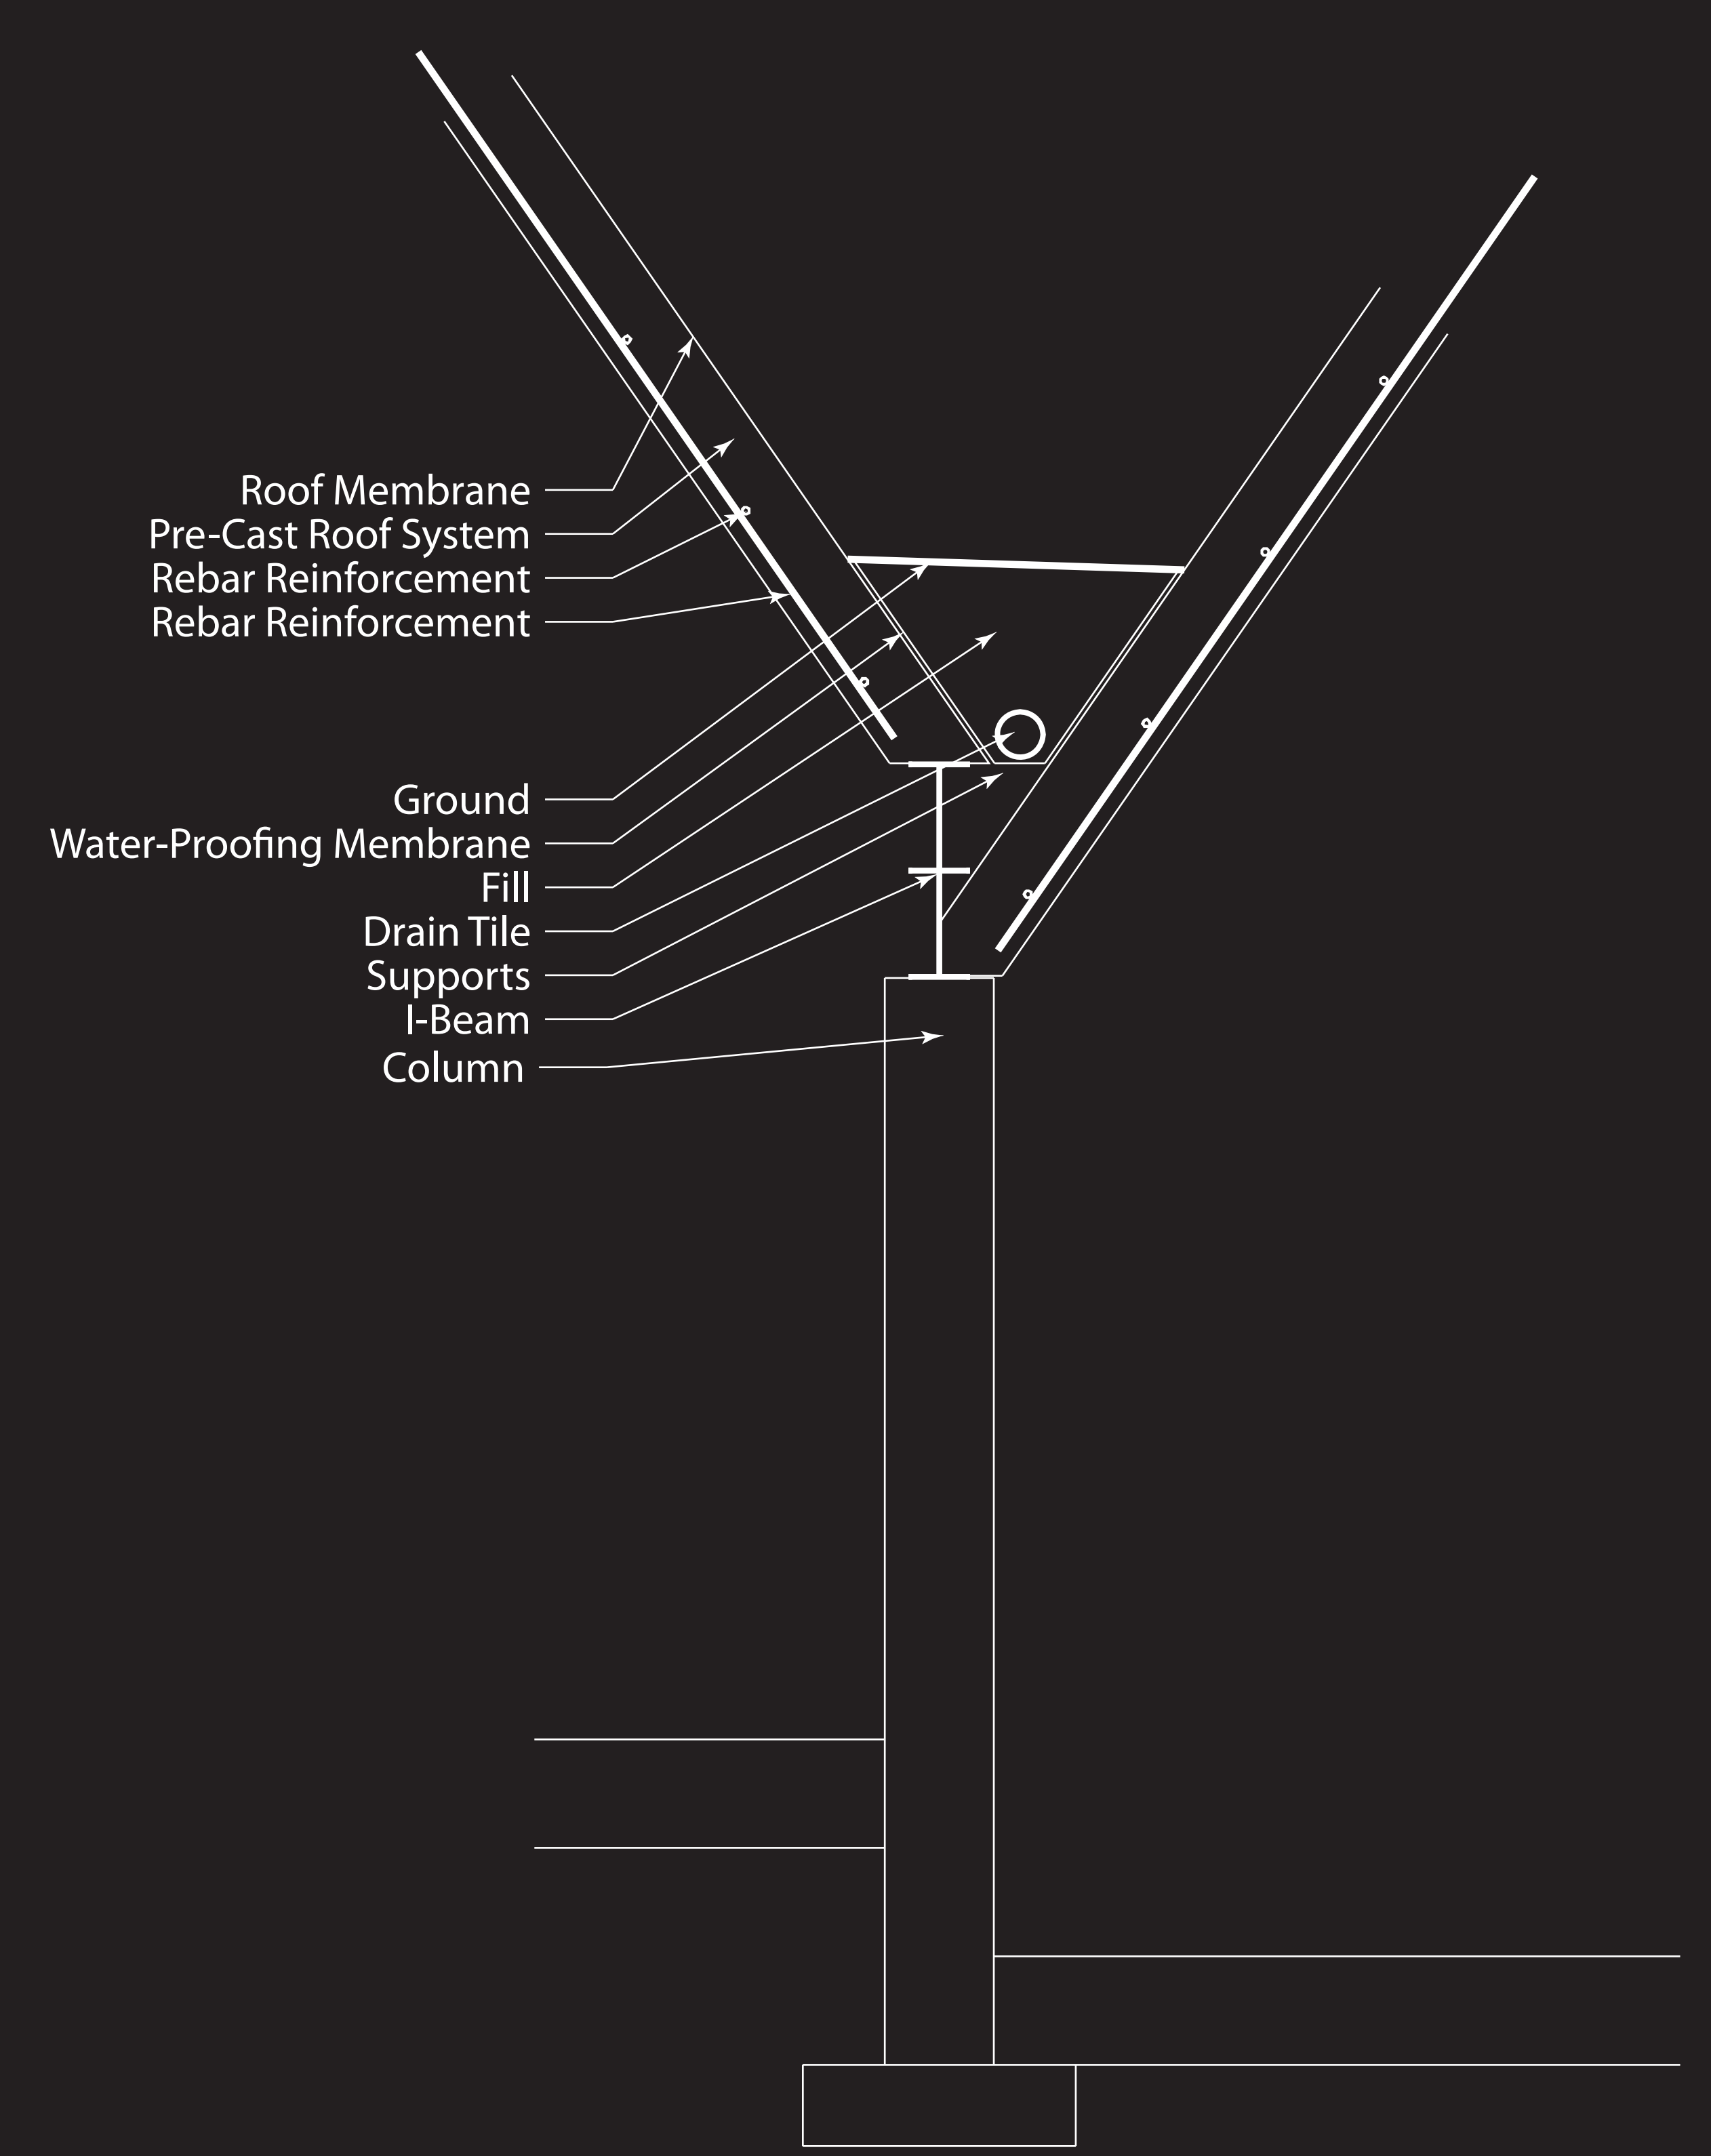 Roof Membrane
Pre-Cast Roof System
Rebar Reinforcement
Rebar Reinforcement
Ground
Water-Proofing Membrane
Fill
Drain Tile
Supports
I-Beam
Column